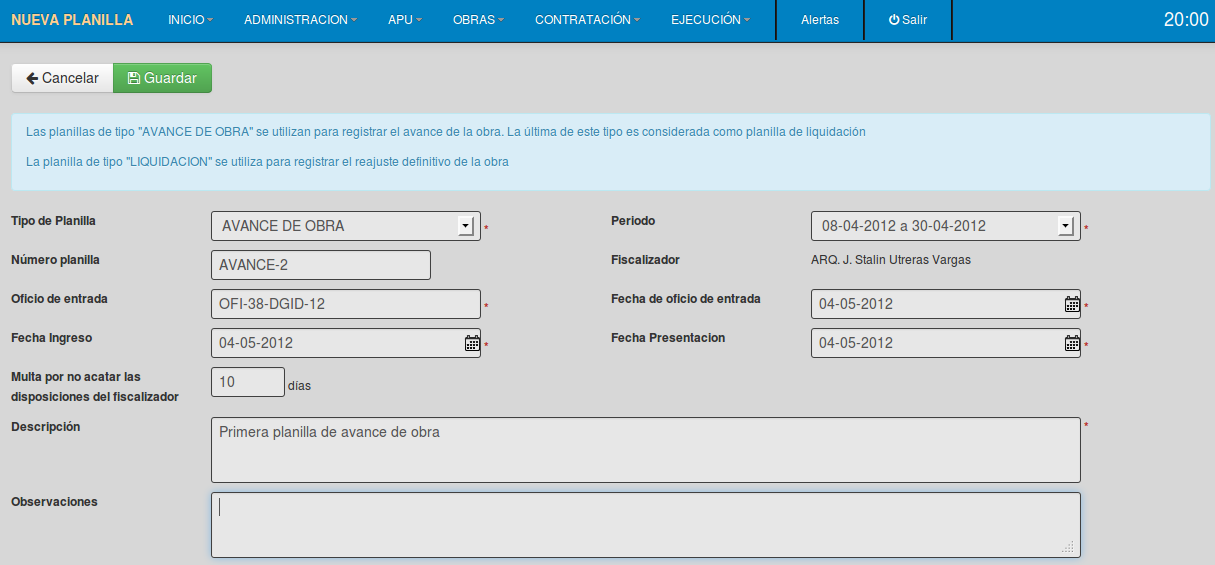 NUEVA PLANILLA INICIO ADMINISTRACION APU OBRAS CONTRATACIÓN EJECUCIÓN Alertas Salir 20:00
Cancelar Guardar
Las planillas de tipo "AVANCE DE OBRA" se utilizan para registrar el avance de la obra. La última de este tipo es considerada como planilla de liquidación
La planilla de tipo "LIQUIDACION" se utiliza para registrar el reajuste definitivo de la obra
Tipo de Planilla AVANCE DE OBRA * Periodo 08-04-2012 a 30-04-2012 *
Número planilla AVANCE-2 Fiscalizador ARQ. J. Stalin Utreras Vargas
Oficio de entrada OFI-38-DGID-12 * Fecha de oficio de entrada 04-05-2012 *
Fecha Ingreso 04-05-2012 * Fecha Presentacion 04-05-2012 *
Multa por no acatar las
disposiciones del fiscalizador 10 días
Descripción Primera planilla de avance de obra *
Observaciones